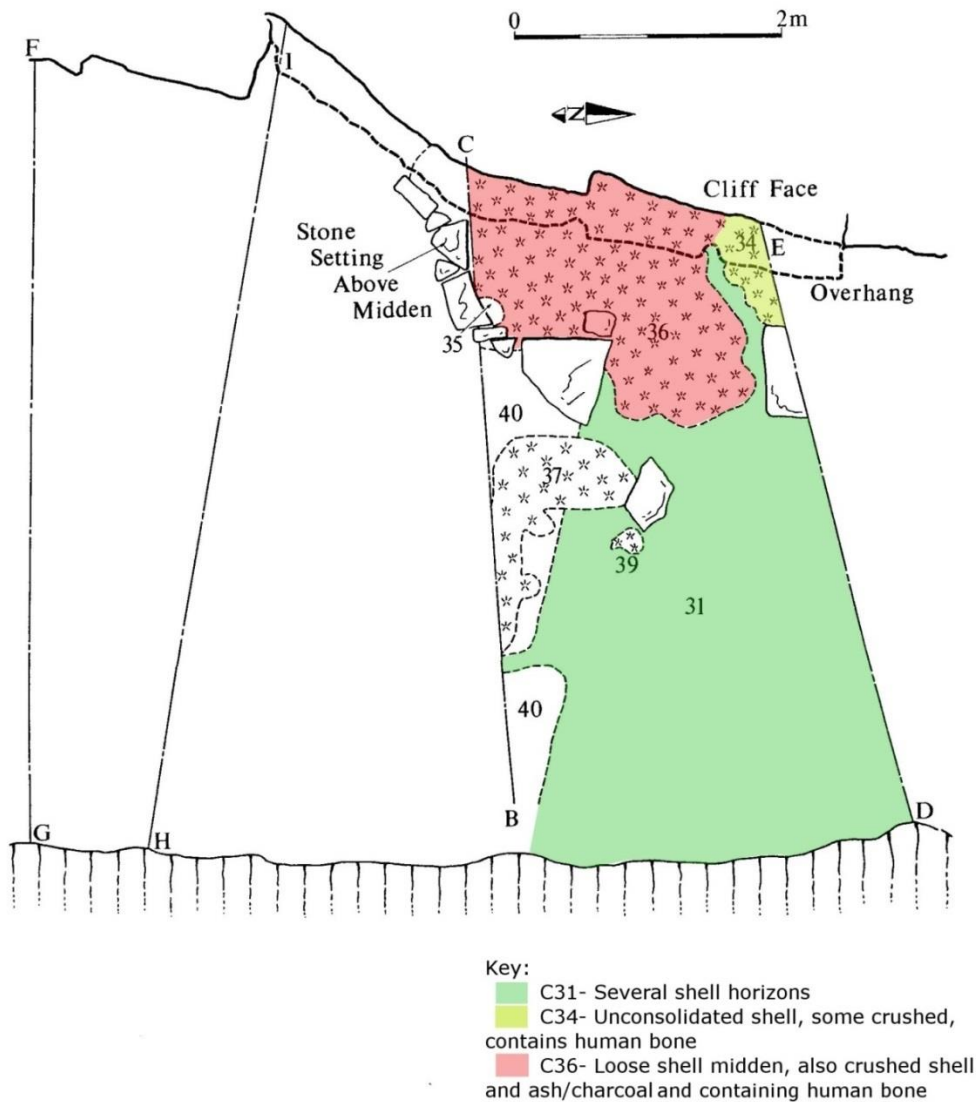 0 2m
F
I
N
C
Cliff Face
34
E
Stone
Setting
Above
Midden
Overhang
35
36
40
37
39
31
40
B
D
G
H
Key:
C31- Several shell horizons
C34- Unconsolidated shell, some crushed,
contains human bone
C36- Loose shell midden, also crushed shell
and ash/charcoal and containing human bone